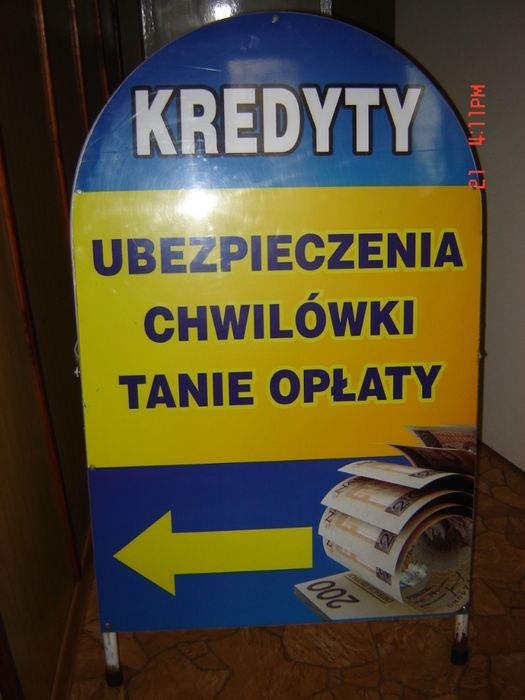 KREDYTY
UBEZPIECZENIA
CHWILÓWKI
TANIE OPŁATY
200
21 4:11PM